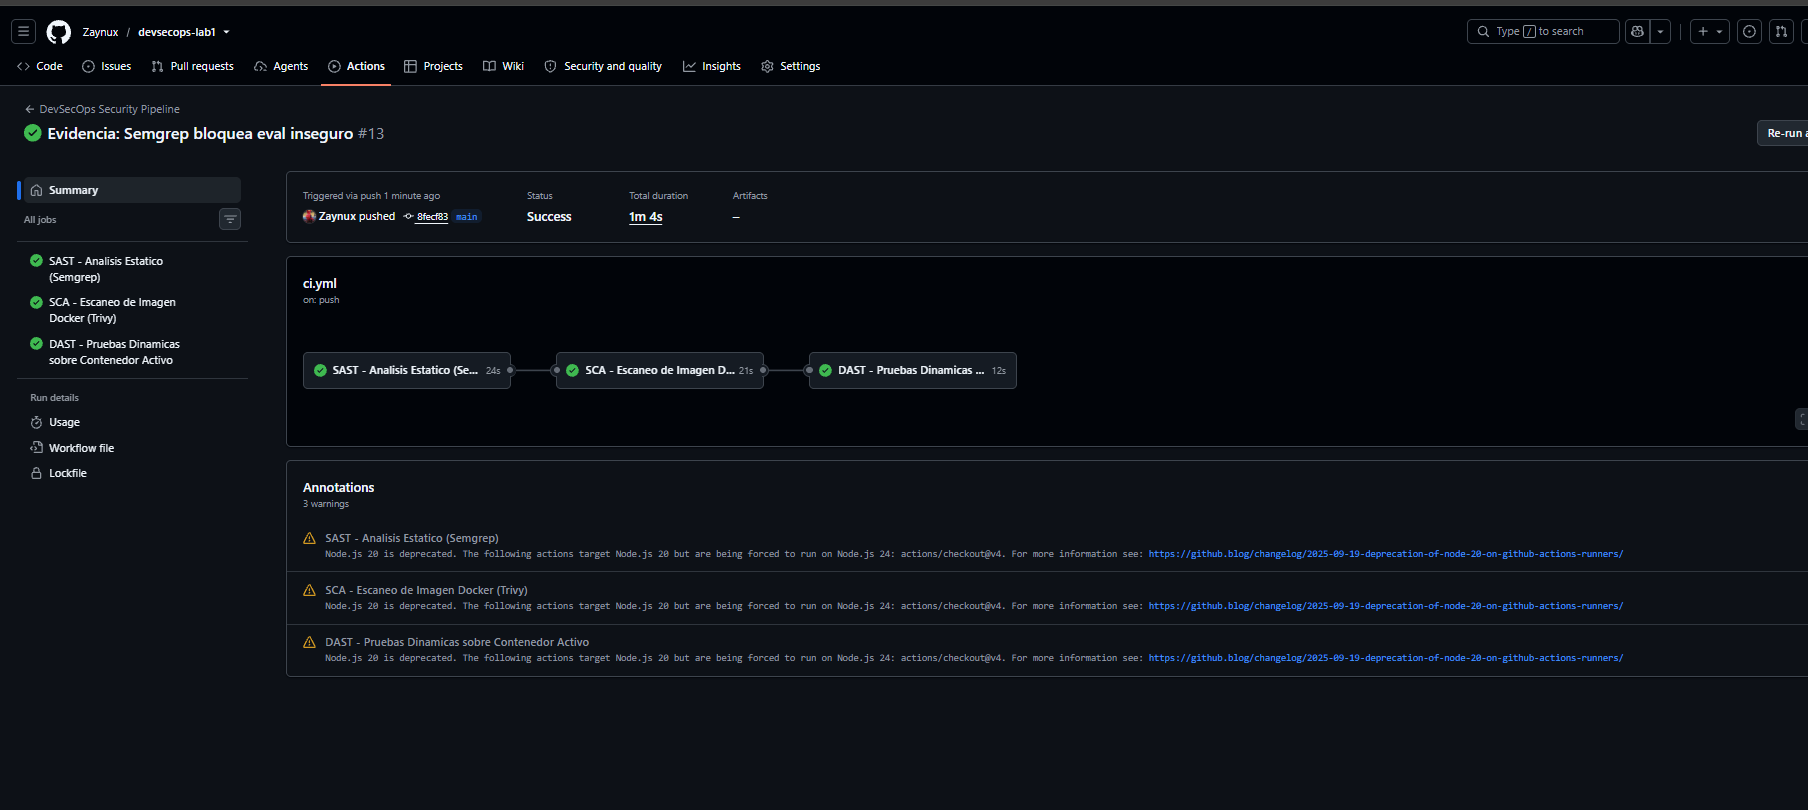 Zaynux / devsecops-lab1
Type / to search
Code
Issues
Pull requests
Agents
Actions
Projects
Wiki
Security and quality
Insights
Settings
← DevSecOps Security Pipeline
Evidencia: Semgrep bloquea eval inseguro #13
Re-run a
Summary
All jobs
SAST - Analisis Estatico
(Semgrep)
SCA - Escaneo de Imagen
Docker (Trivy)
DAST - Pruebas Dinamicas
sobre Contenedor Activo
Run details
Usage
Workflow file
Lockfile
Triggered via push 1 minute ago
Zaynux pushed 8fecf83 main
Status
Success
Total duration
1m 4s
Artifacts
–
ci.yml
on: push
SAST - Analisis Estatico (Se... 24s
SCA - Escaneo de Imagen D... 21s
DAST - Pruebas Dinamicas ... 12s
Annotations
3 warnings
SAST - Analisis Estatico (Semgrep)
Node.js 20 is deprecated. The following actions target Node.js 20 but are being forced to run on Node.js 24: actions/checkout@v4. For more information see: https://github.blog/changelog/2025-09-19-deprecation-of-node-20-on-github-actions-runners/
SCA - Escaneo de Imagen Docker (Trivy)
Node.js 20 is deprecated. The following actions target Node.js 20 but are being forced to run on Node.js 24: actions/checkout@v4. For more information see: https://github.blog/changelog/2025-09-19-deprecation-of-node-20-on-github-actions-runners/
DAST - Pruebas Dinamicas sobre Contenedor Activo
Node.js 20 is deprecated. The following actions target Node.js 20 but are being forced to run on Node.js 24: actions/checkout@v4. For more information see: https://github.blog/changelog/2025-09-19-deprecation-of-node-20-on-github-actions-runners/